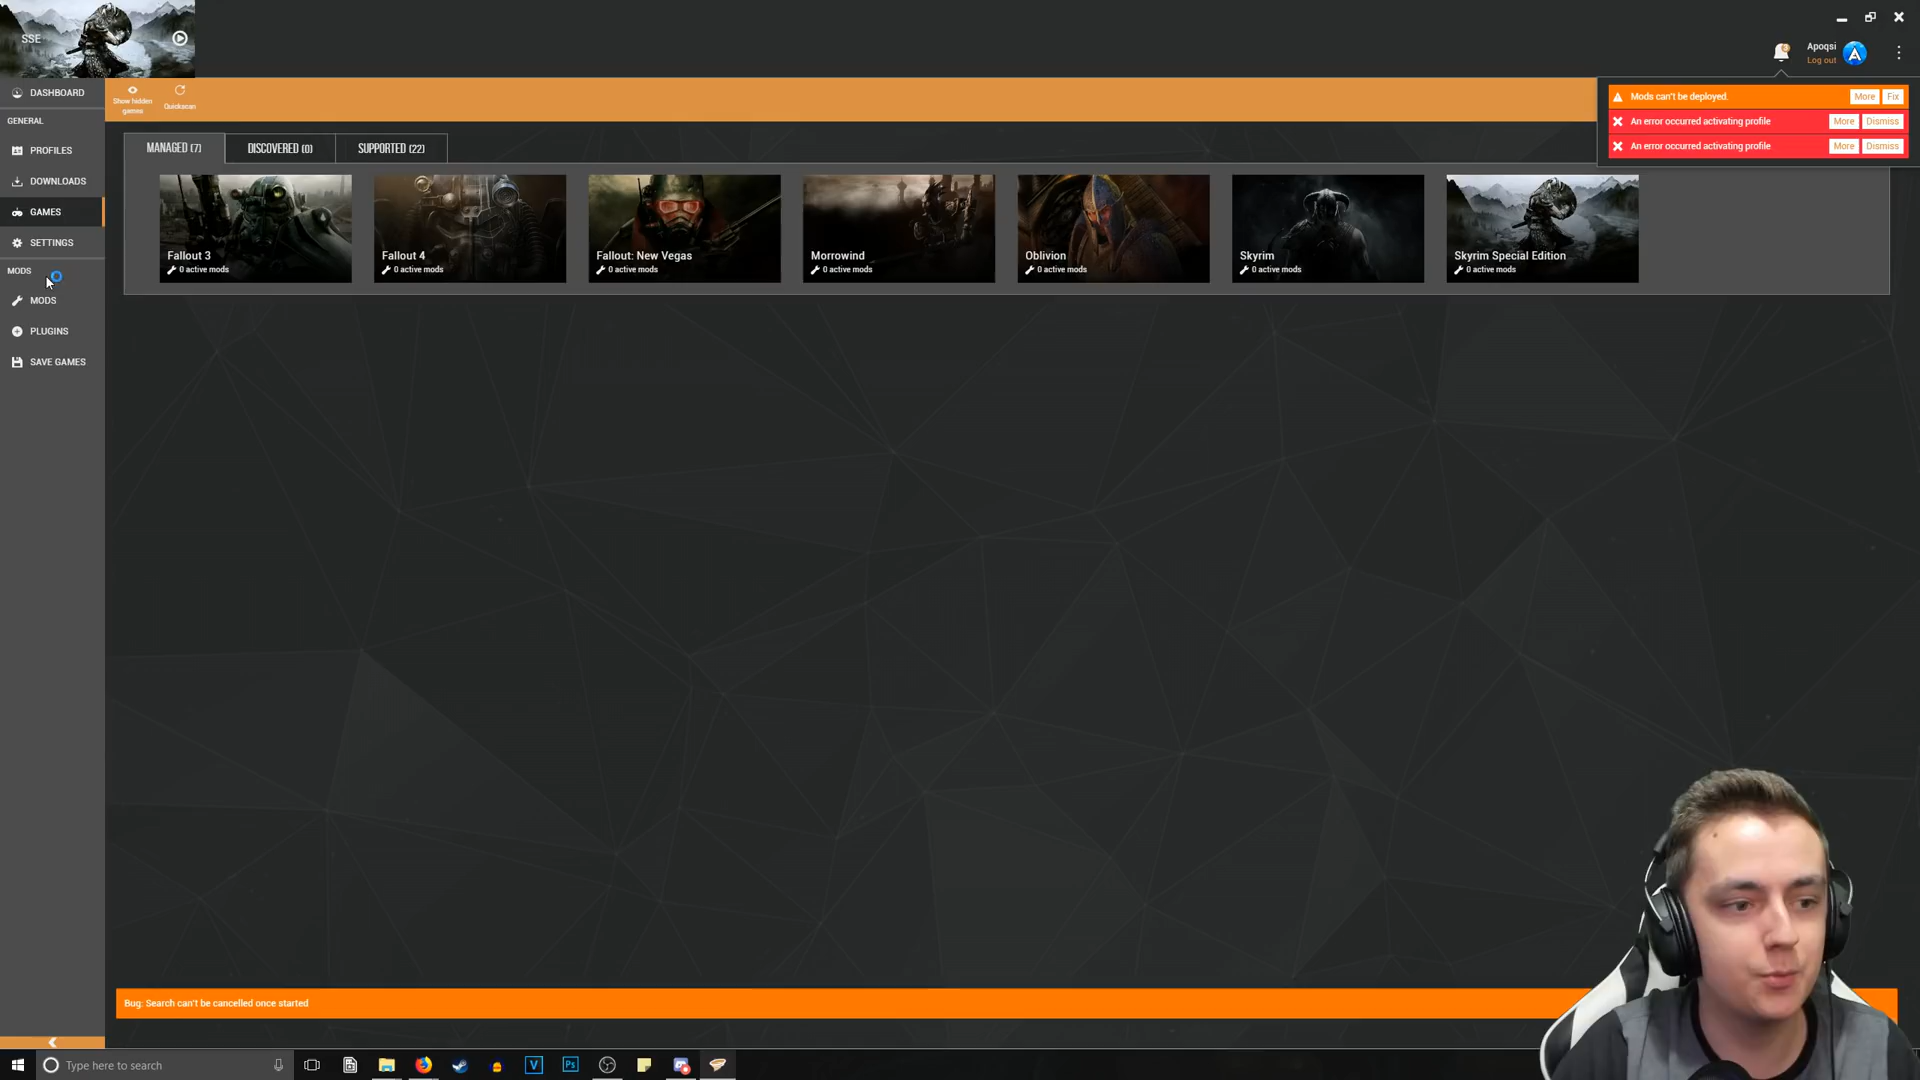 SSE
Apoqsi
Log out
DASHBOARD
GENERAL
PROFILES
DOWNLOADS
GAMES
SETTINGS
MODS
MODS
PLUGINS
SAVE GAMES
Show hidden
games
Quickscan
Mods can't be deployed.
More
Fix
An error occurred activating profile
More
Dismiss
An error occurred activating profile
More
Dismiss
MANAGED (7)
DISCOVERED (0)
SUPPORTED (22)
Fallout 3
0 active mods
Fallout 4
0 active mods
Fallout: New Vegas
0 active mods
Morrowind
0 active mods
Oblivion
0 active mods
Skyrim
0 active mods
Skyrim Special Edition
0 active mods
Bug: Search can't be cancelled once started
Type here to search
V
Ps